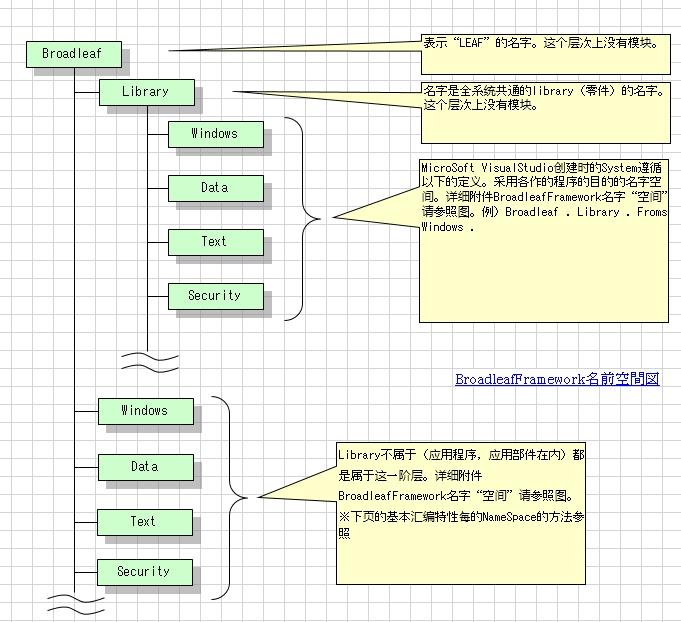 Broadleaf
表示“LEAF”的名字。这个层次上没有模块。
Library
名字是全系统共通的library（零件）的名字。
这个层次上没有模块。
Windows
Data
Text
Security
MicroSoft VisualStudio创建时的System遵循
以下的定义。采用各作的程序的目的的名字空
间。详细附件BroadleafFramework名字“空间”
请参照图。例）Broadleaf ．Library ．Froms
Windows ．
BroadleafFramework名前空間図
Windows
Data
Text
Security
Library不属于（应用程序，应用部件在内）都
是属于这一阶层。详细附件
BroadleafFramework名字“空间”请参照图。
※下页的基本汇编特性每的NameSpace的方法参
照